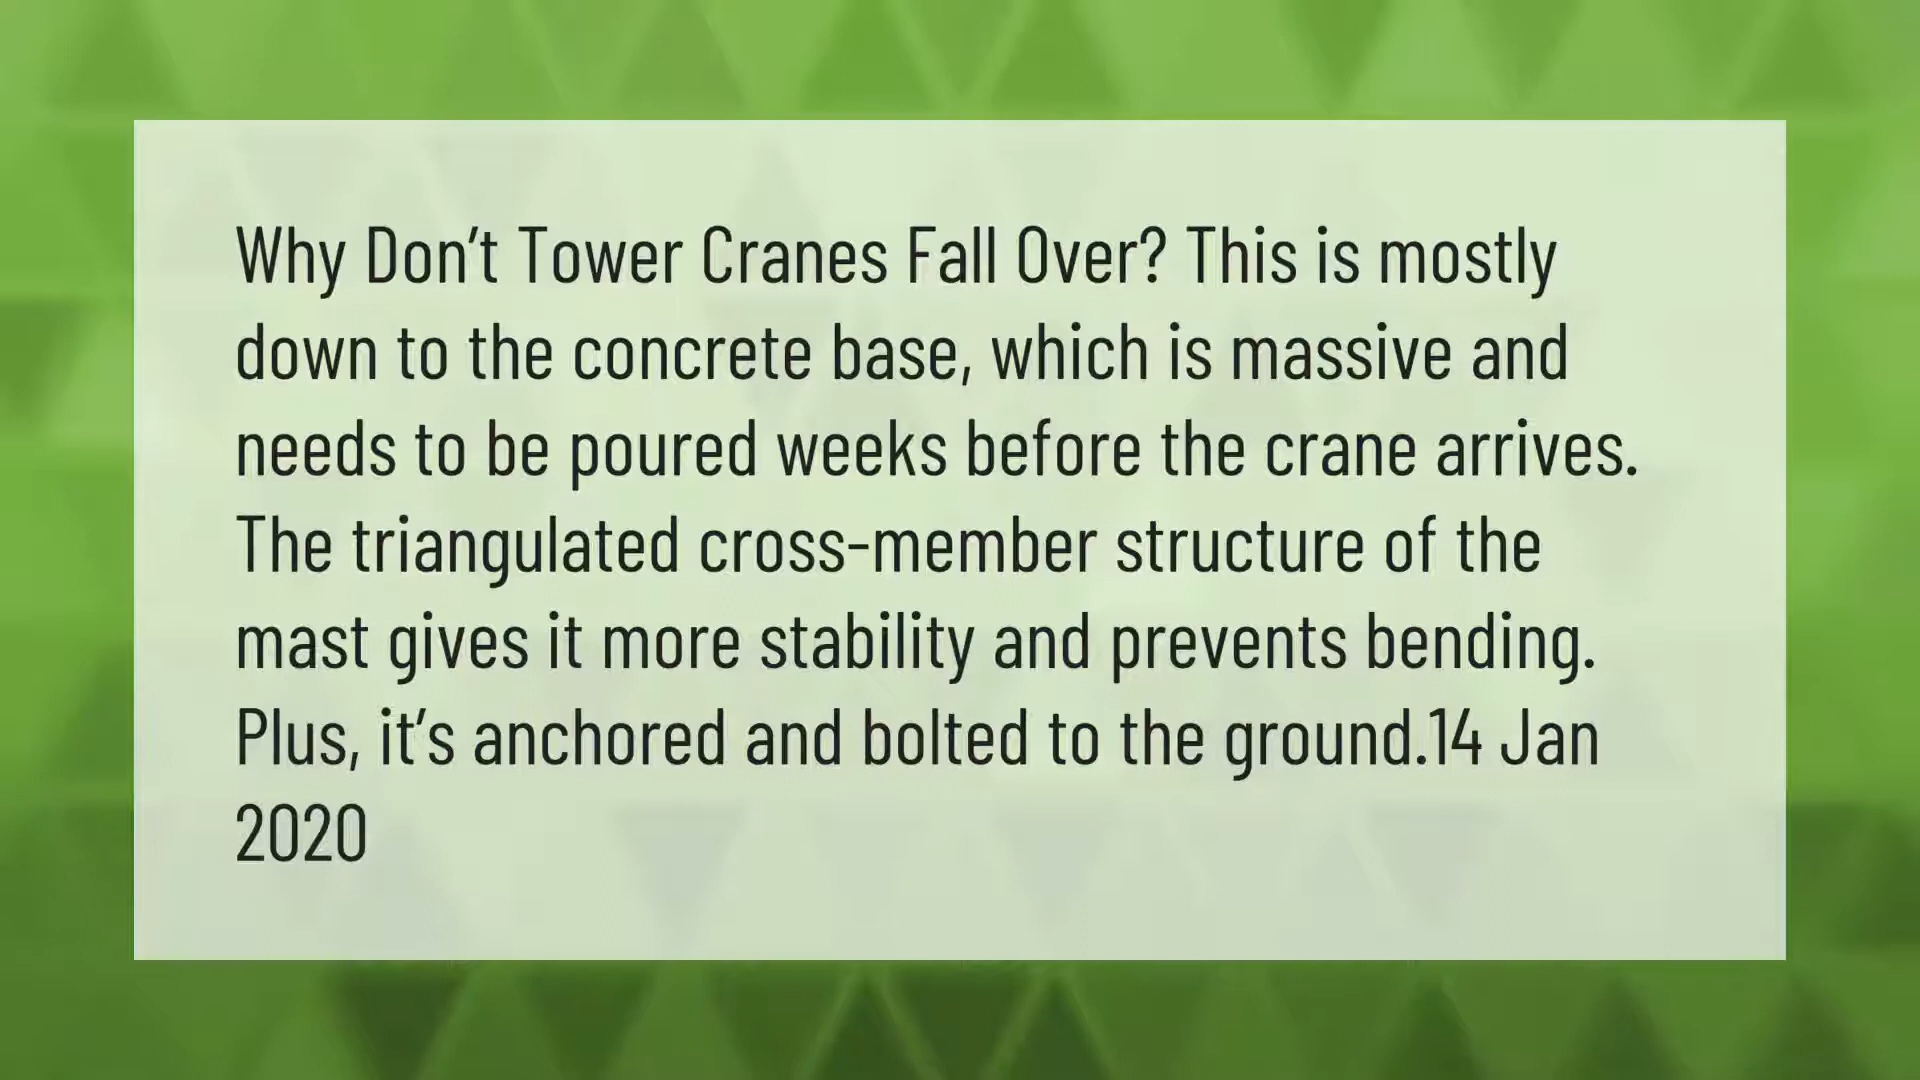 Why Don’t Tower Cranes Fall Over? This is mostly
down to the concrete base, which is massive and
needs to be poured weeks before the crane arrives.
The triangulated cross-member structure of the
mast gives it more stability and prevents bending.
Plus, it’s anchored and bolted to the ground.14 Jan
2020